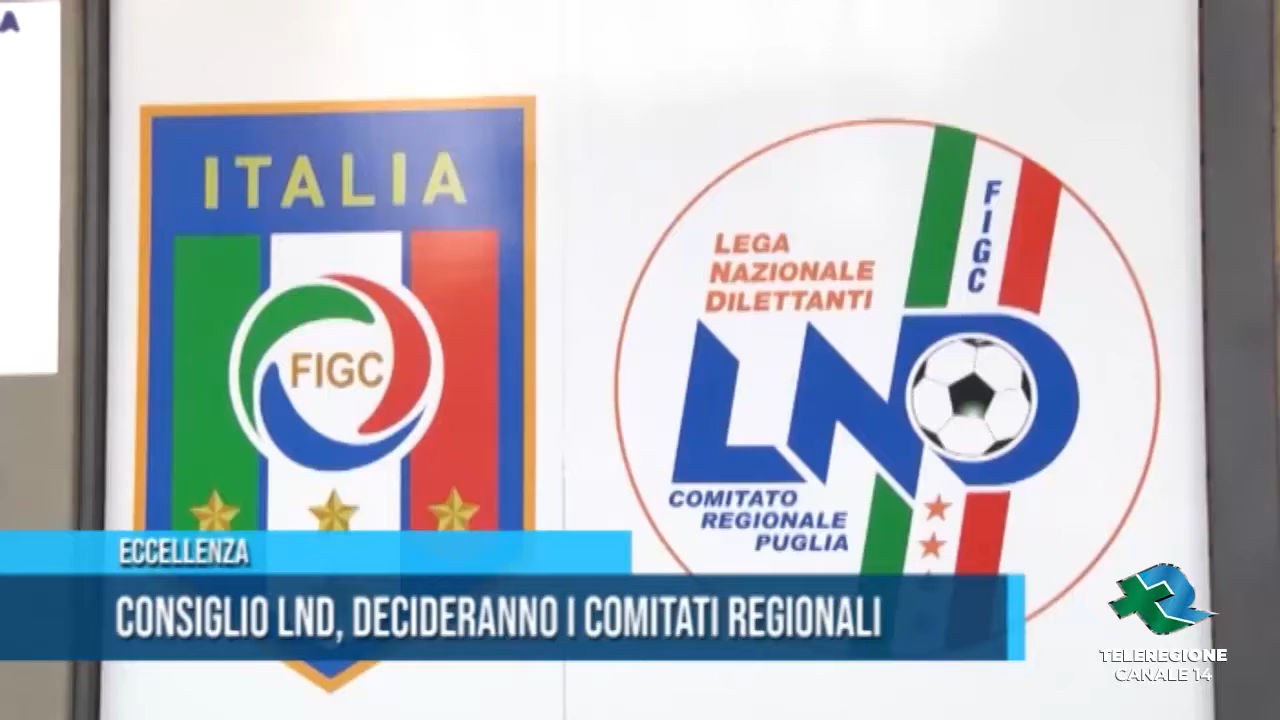 A
ITALIA
FIGC
LEGA
NAZIONALE
DILETTANTI
FIGC
LND
COMITATO
REGIONALE
PUGLIA
ECCELLENZA
CONSIGLIO LND, DECIDERANNO I COMITATI REGIONALI
TELEREGIONE
CANALE 14